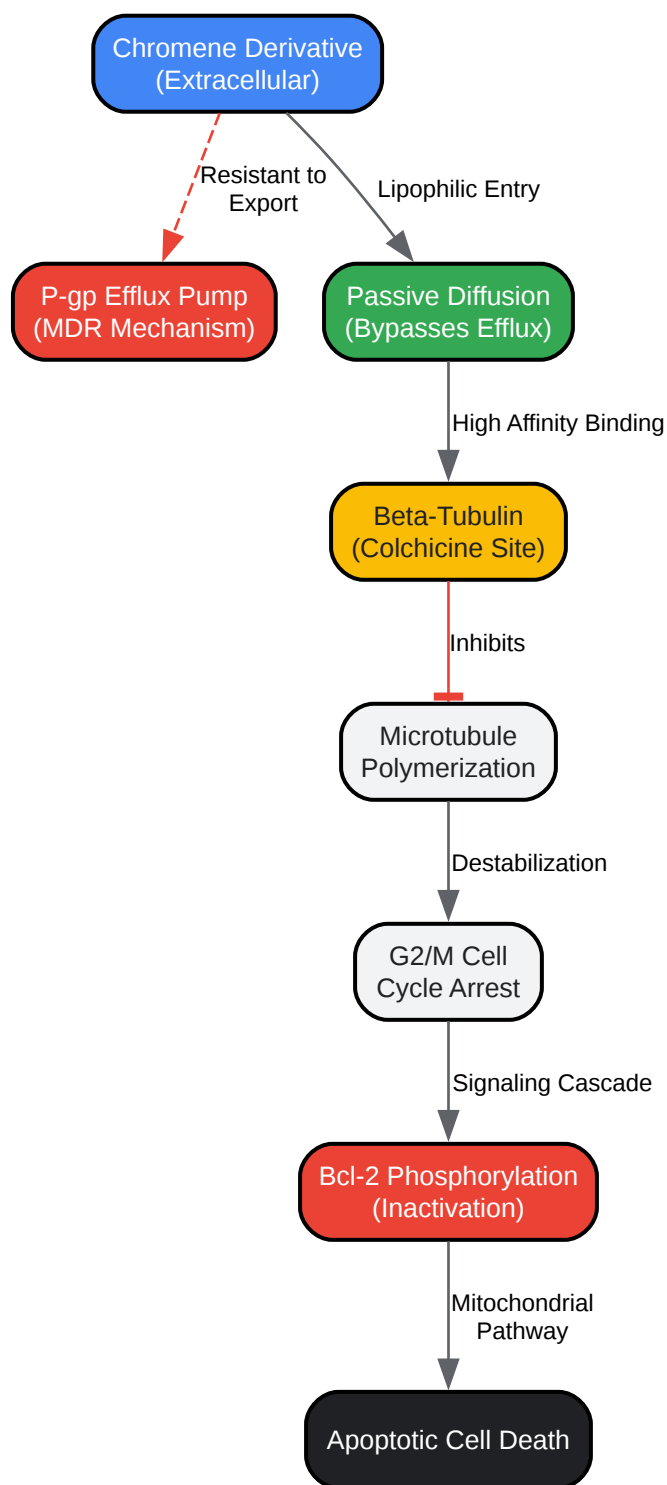 Chromene Derivative
(Extracellular)
Resistant to
Export
Lipophilic Entry
P-gp Efflux Pump
(MDR Mechanism)
Passive Diffusion
(Bypasses Efflux)
High Affinity Binding
Beta-Tubulin
(Colchicine Site)
Inhibits
Microtubule
Polymerization
Destabilization
G2/M Cell
Cycle Arrest
Signaling Cascade
Bcl-2 Phosphorylation
(Inactivation)
Mitochondrial
Pathway
Apoptotic Cell Death